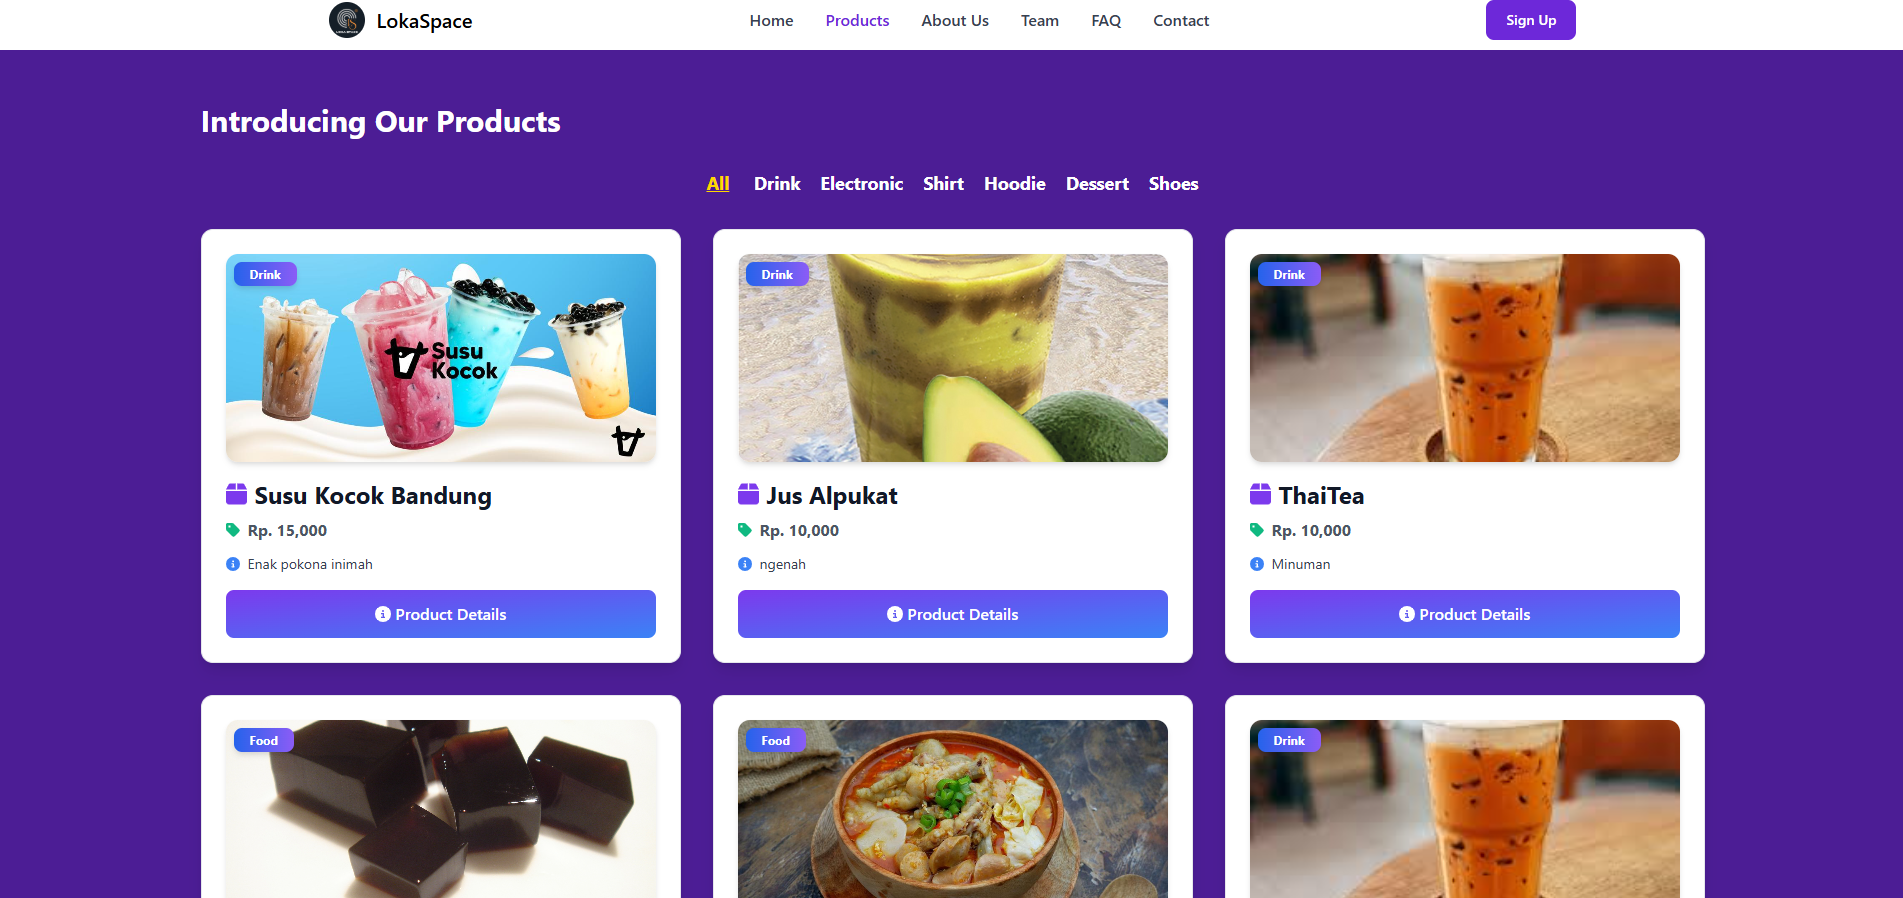 LokaSpace
Home Products About Us Team FAQ Contact
Sign Up
Introducing Our Products
All Drink Electronic Shirt Hoodie Dessert Shoes
Drink
Susu
Kocok
Susu Kocok Bandung
Rp. 15,000
Enak pokona inimah
Product Details
Drink
Jus Alpukat
Rp. 10,000
ngenah
Product Details
Drink
ThaiTea
Rp. 10,000
Minuman
Product Details
Food
Food
Drink